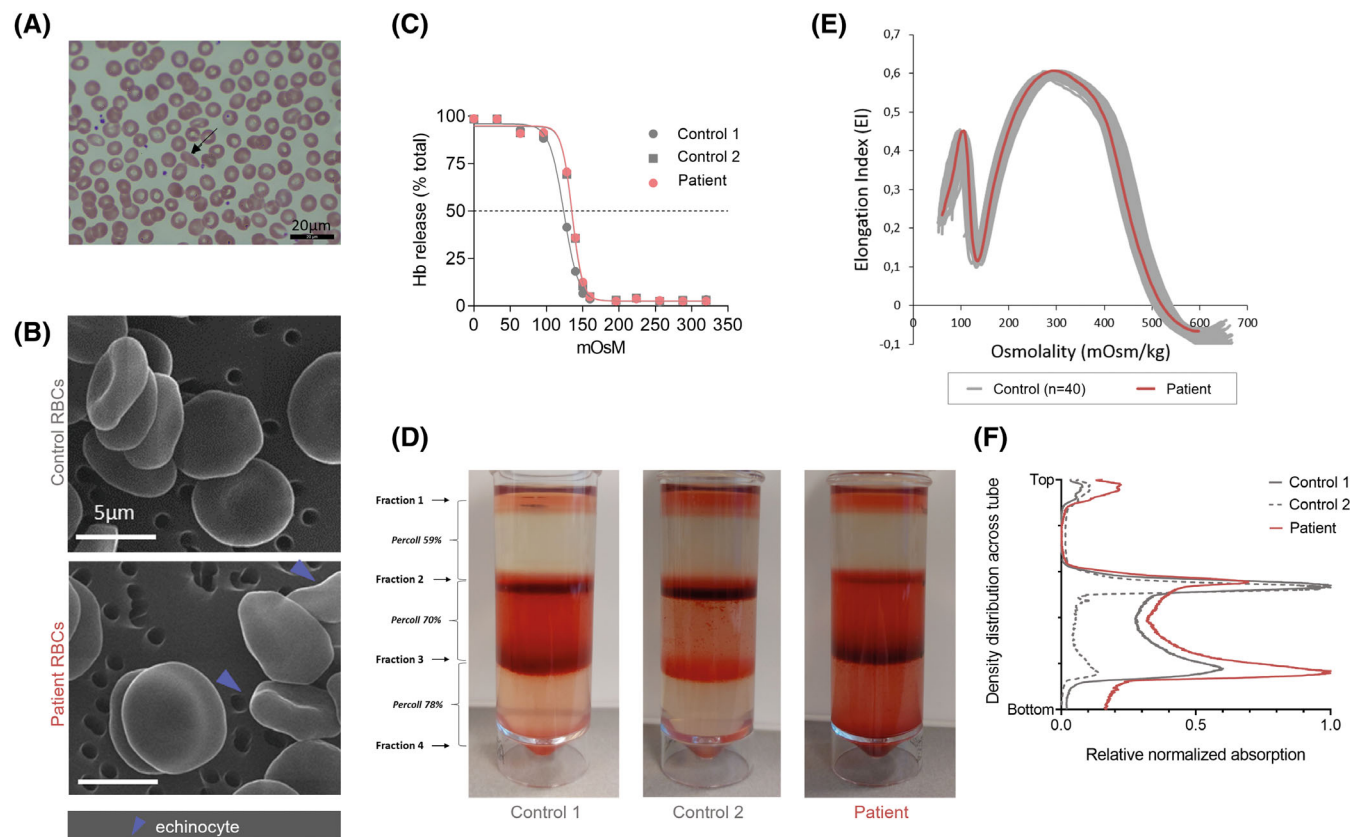 (A)
20μm
20 μm
(B)
Control RBCs
5μm
Patient RBCs
echinocyte
(C)
Hb release (% total)
100
75
50
25
0
0 50 100 150 200 250 300 350
mOsM
Control 1
Control 2
Patient
(D)
Fraction 1
Percoll 59%
Fraction 2
Percoll 70%
Fraction 3
Percoll 78%
Fraction 4
Control 1
Control 2
Patient
(E)
Elongation Index (EI)
0,7
0,6
0,5
0,4
0,3
0,2
0,1
0
-0,1
0 100 200 300 400 500 600 700
Osmolality (mOsm/kg)
Control (n=40) Patient
(F)
Density distribution across tube
Top
Bottom
0.0 0.5 1.0
Relative normalized absorption
Control 1
Control 2
Patient